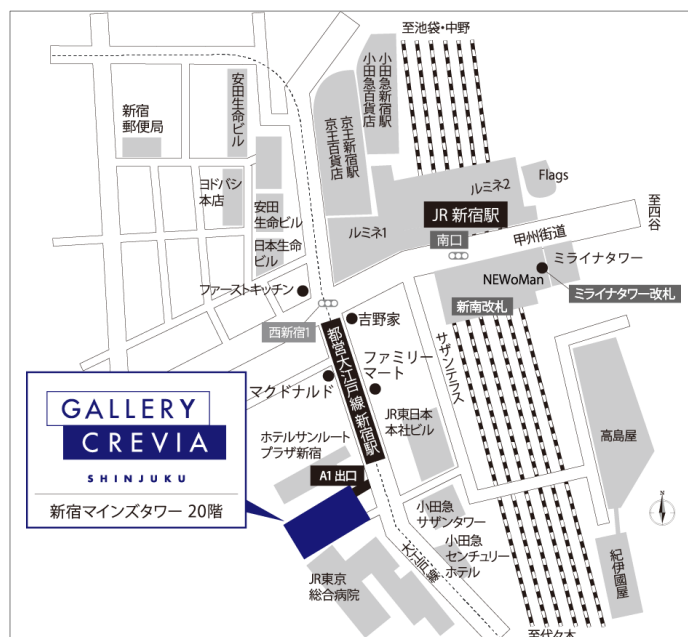 至池袋・中野
小田急新宿駅
小田急百貨店
京王新宿駅
京王百貨店
安田
生命ビル
新宿
郵便局
ルミネ2
Flags
至四谷
JR 新宿駅
ヨドバシ
本店
安田
生命ビル
ルミネ1
南口
甲州街道
日本生命
ビル
ミライナタワー
NEWoMan
ファーストキッチン
ミライナタワー改札
新南改札
西新宿1
吉野家
都営大江戸線 新宿駅
サザンテラス
ファミリー
マート
マクドナルド
GALLERY
CREVIA
SHINJUKU
新宿マインズタワー 20階
JR東日本
本社ビル
高島屋
ホテルサンルート
プラザ新宿
A1 出口
小田急
サザンタワー
N
大江戸線
小田急
センチュリー
ホテル
紀伊國屋
JR東京
総合病院
至代々木